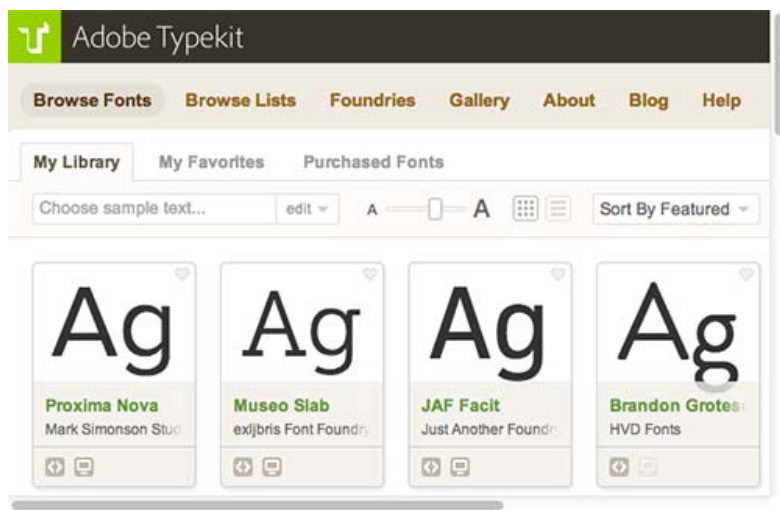 Adobe Typekit
Browse Fonts Browse Lists Foundries Gallery About Blog Help
My Library My Favorites Purchased Fonts
Choose sample text... edit A A Sort By Featured
Ag Ag Ag Ag
Proxima Nova Museo Slab JAF Facit Brandon Grotes
Mark Simonson Stud exljbris Font Foundry Just Another Foundr HVD Fonts